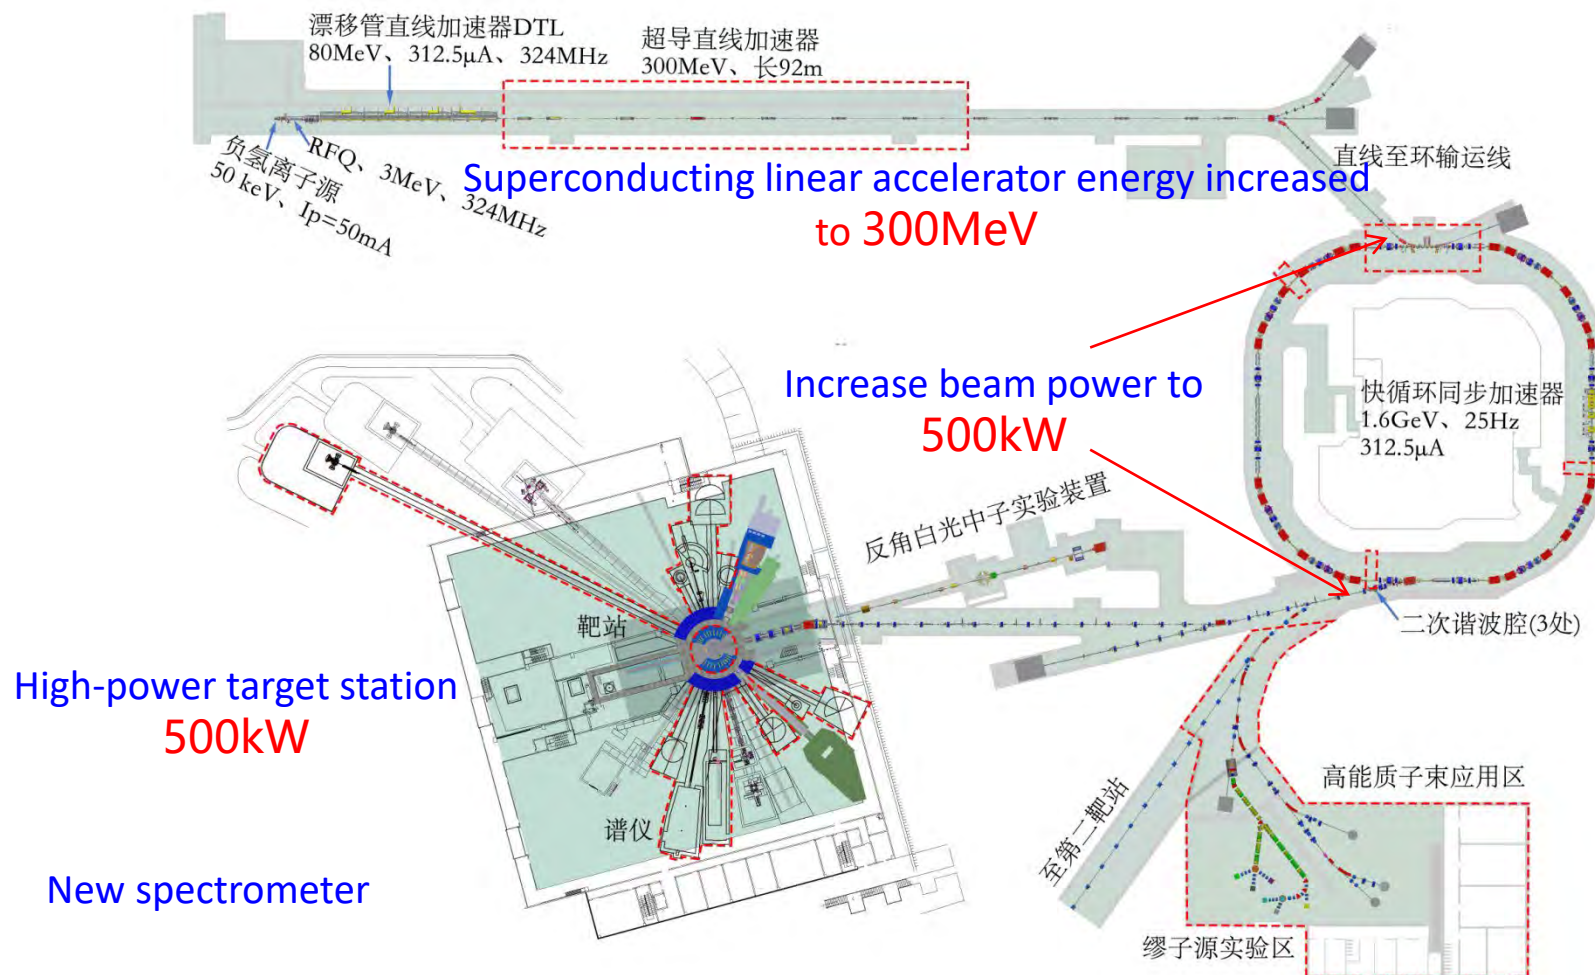 漂移管直线加速器DTL
80MeV、312.5μA、324MHz
超导直线加速器
300MeV、长92m
负氢离子源
50 keV、Ip=50mA
RFQ、3MeV、324MHz
直线至环输运线
Superconducting linear accelerator energy increased
to 300MeV
Increase beam power to
500kW
快循环同步加速器
1.6GeV、25Hz
312.5μA
反角白光中子实验装置
靶站
二次谐波腔(3处)
High-power target station
500kW
高能质子束应用区
至第二靶站
谱仪
New spectrometer
缪子源实验区